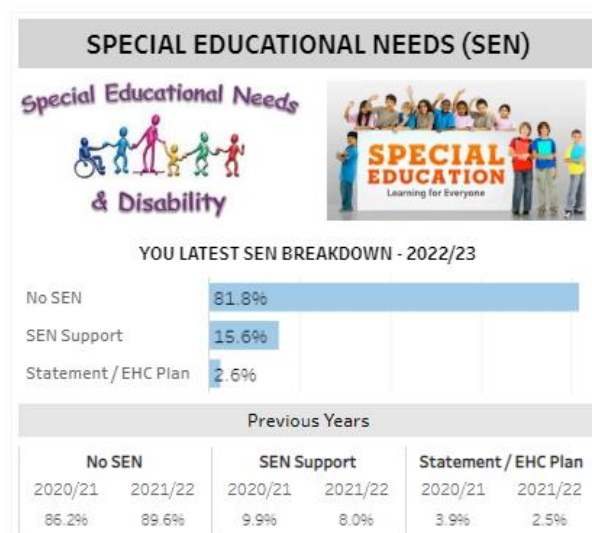 SPECIAL EDUCATIONAL NEEDS (SEN)
Special Educational Needs
& Disability
SPECIAL
EDUCATION
Learning for Everyone
YOU LATEST SEN BREAKDOWN - 2022/23
No SEN 81.8%
SEN Support 15.6%
Statement / EHC Plan 2.6%
Previous Years
No SEN SEN Support Statement / EHC Plan
2020/21 2021/22 2020/21 2021/22 2020/21 2021/22
86.2% 89.6% 9.9% 8.0% 3.9% 2.5%